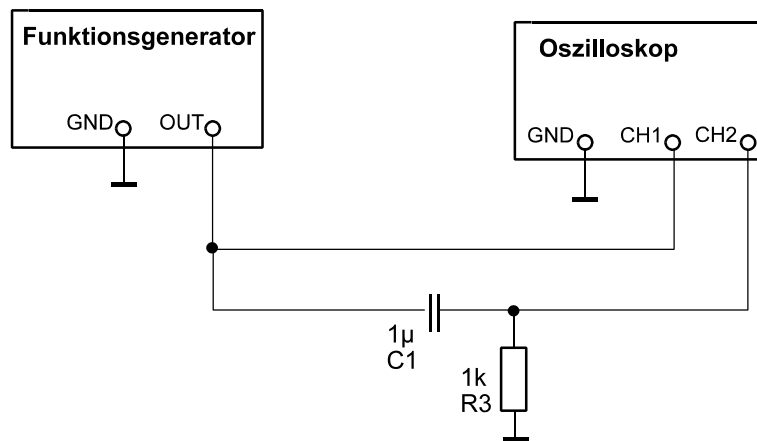 Funktionsgenerator
GND
OUT
Oszilloskop
GND
CH1
CH2
1µ
C1
1k
R3